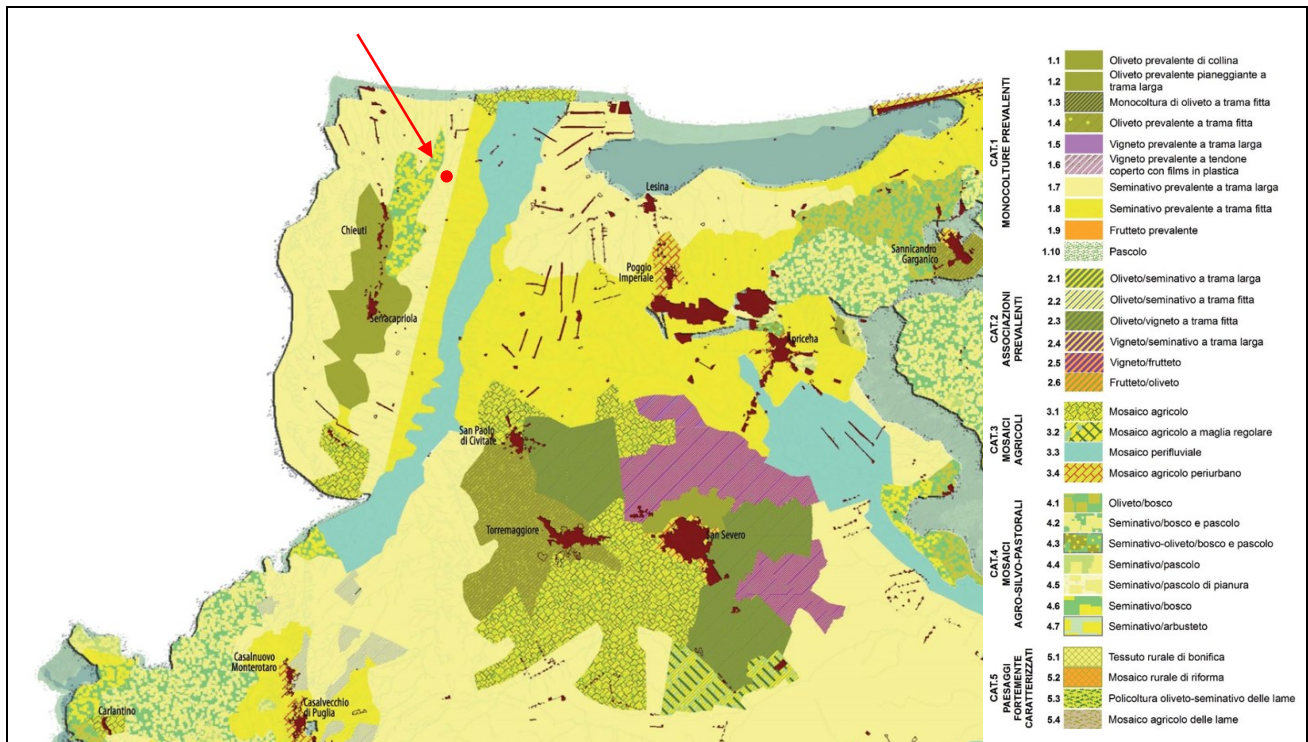 Lesina
Chieuti
Sannicandro
Garganico
Poggio
Imperiale
Serracapriola
Apricena
San Paolo
di Civitate
Torremaggiore
San Severo
Casalnuovo
Monterotaro
Carlantino
Casalvecchio
di Puglia
CAT.1
MONOCOLTURE PREVALENTI
1.1 Oliveto prevalente di collina
1.2 Oliveto prevalente pianeggiante a
trama larga
1.3 Monocoltura di oliveto a trama fitta
1.4 Oliveto prevalente a trama fitta
1.5 Vigneto prevalente a trama larga
1.6 Vigneto prevalente a tendone
coperto con films in plastica
1.7 Seminativo prevalente a trama larga
1.8 Seminativo prevalente a trama fitta
1.9 Frutteto prevalente
1.10 Pascolo
CAT.2
ASSOCIAZIONI
PREVALENTI
2.1 Oliveto/seminativo a trama larga
2.2 Oliveto/seminativo a trama fitta
2.3 Oliveto/vigneto a trama fitta
2.4 Vigneto/seminativo a trama larga
2.5 Vigneto/frutteto
2.6 Frutteto/oliveto
CAT.3
MOSAICI
AGRICOLI
3.1 Mosaico agricolo
3.2 Mosaico agricolo a maglia regolare
3.3 Mosaico perifluviale
3.4 Mosaico agricolo periurbano
CAT.4
MOSAICI
AGRO-SILVO-PASTORALI
4.1 Oliveto/bosco
4.2 Seminativo/bosco e pascolo
4.3 Seminativo-oliveto/bosco e pascolo
4.4 Seminativo/pascolo
4.5 Seminativo/pascolo di pianura
4.6 Seminativo/bosco
4.7 Seminativo/arbusteto
CAT.5
PAESAGGI
FORTEMENTE
CARATTERIZZATI
5.1 Tessuto rurale di bonifica
5.2 Mosaico rurale di riforma
5.3 Policoltura oliveto-seminativo delle lame
5.4 Mosaico agricolo delle lame